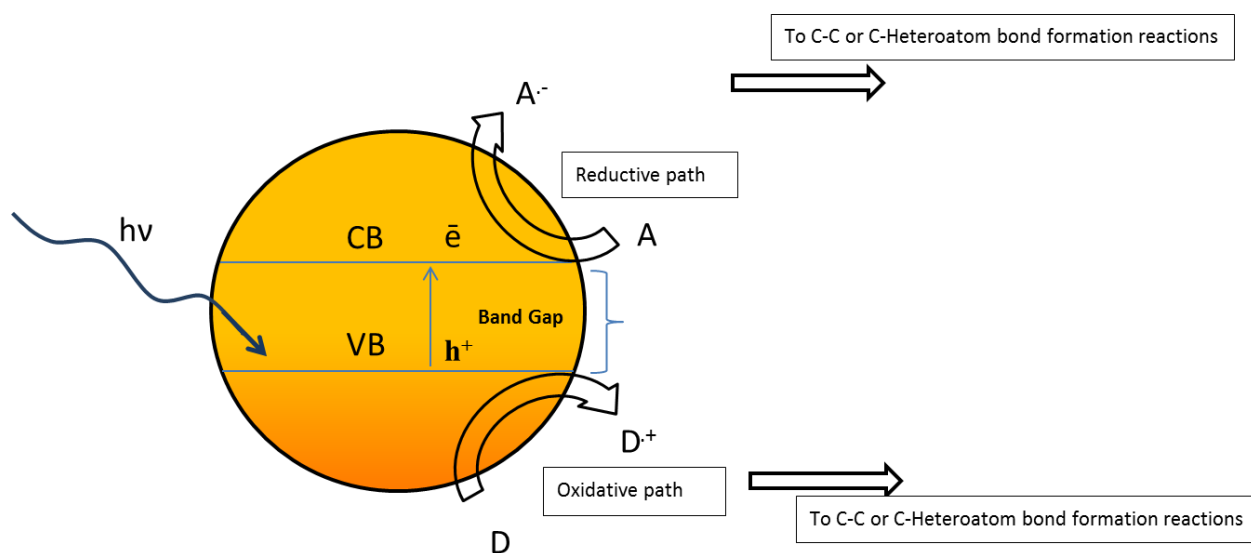 To C-C or C-Heteroatom bond formation reactions
A·-
Reductive path
hν
CB
ē
A
Band Gap
VB
h+
D·+
Oxidative path
To C-C or C-Heteroatom bond formation reactions
D